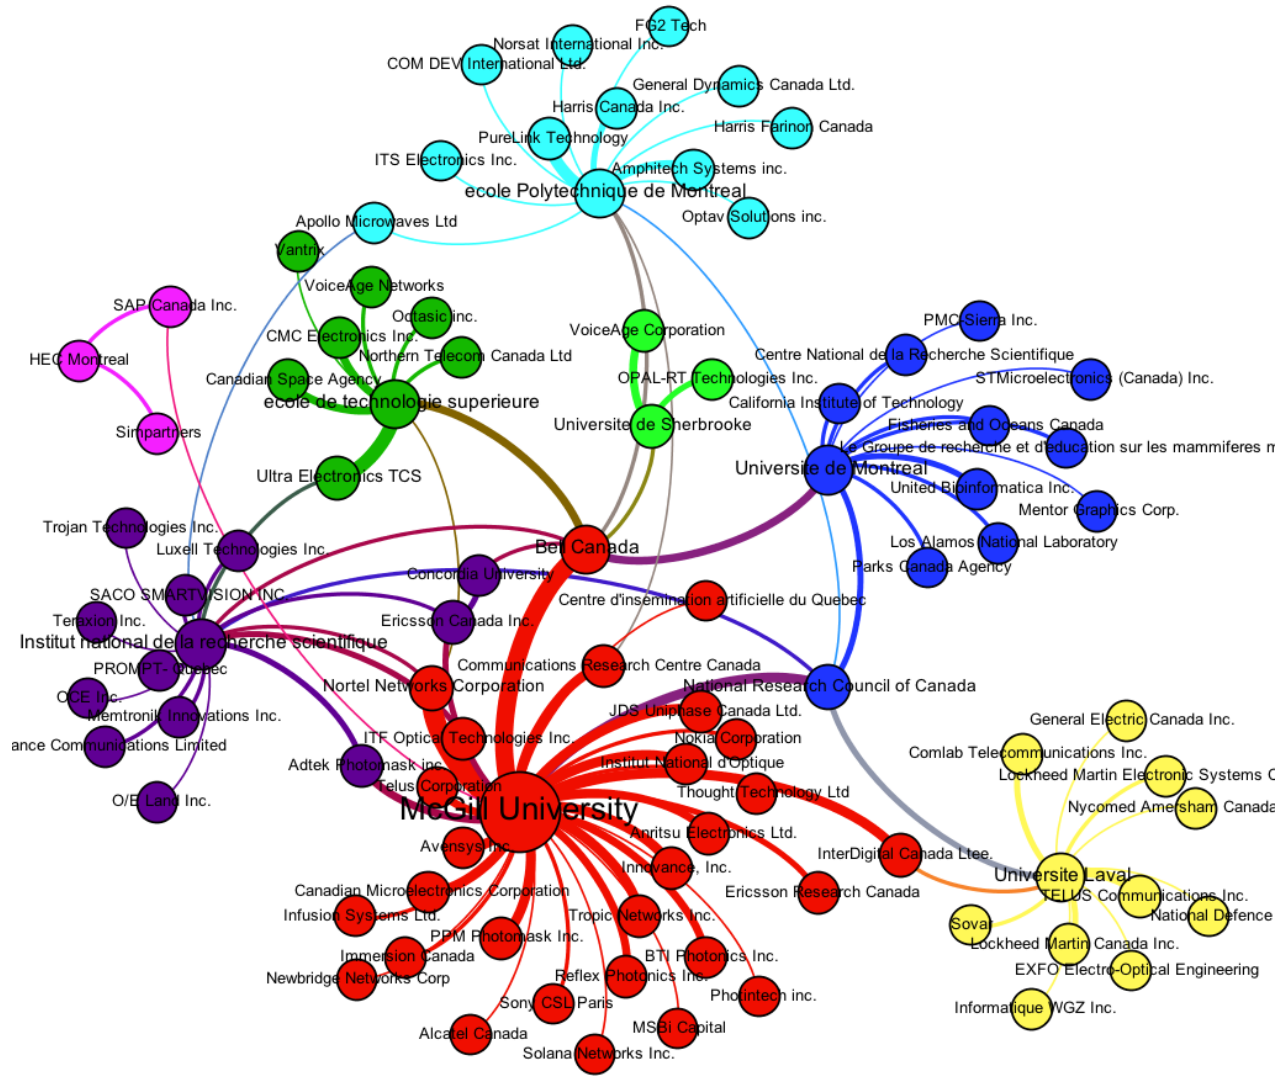 FG2 Tech
Norsat International Inc.
COM DEV International Ltd.
General Dynamics Canada Ltd.
Harris Canada Inc.
Harris Farinon Canada
PureLink Technology
ITS Electronics Inc.
Amphitech Systems inc.
ecole Polytechnique de Montreal
Optav Solutions inc.
Apollo Microwaves Ltd
Vantrix
VoiceAge Networks
SAP Canada Inc.
Octasic inc.
VoiceAge Corporation
PMC-Sierra Inc.
CMC Electronics Inc.
Northern Telecom Canada Ltd
Centre National de la Recherche Scientifique
HEC Montreal
Canadian Space Agency
OPAL-RT Technologies Inc.
STMicroelectronics (Canada) Inc.
ecole de technologie superieure
California Institute of Technology
Simpartners
Universite de Sherbrooke
Fisheries and Oceans Canada
Le Groupe de recherche et d'education sur les mammiferes m
Universite de Montreal
Ultra Electronics TCS
United Bioinformatica Inc.
Mentor Graphics Corp.
Trojan Technologies Inc.
Luxell Technologies Inc.
Bell Canada
Los Alamos National Laboratory
Parks Canada Agency
Concordia University
SACO SMARTVISION INC.
Centre d'insemination artificielle du Quebec
Teraxion Inc.
Ericsson Canada Inc.
Institut national de la recherche scientifique
PROMPT- Quebec
Communications Research Centre Canada
Nortel Networks Corporation
National Research Council of Canada
OCE Inc.
Memtronik Innovations Inc.
JDS Uniphase Canada Ltd.
General Electric Canada Inc.
ITF Optical Technologies Inc.
Nokia Corporation
ance Communications Limited
Comlab Telecommunications Inc.
Adtek Photomask inc.
Institut National d'Optique
Lockheed Martin Electronic Systems C
Telus Corporation
Thought Technology Ltd
O/E Land Inc.
Nycomed Amersham Canada
McGill University
Anritsu Electronics Ltd.
Avensys Inc.
InterDigital Canada Ltee.
Innovance, Inc.
Universite Laval
Canadian Microelectronics Corporation
Ericsson Research Canada
TELUS Communications Inc.
Infusion Systems Ltd.
Tropic Networks Inc.
National Defence
Sovar
PPM Photomask Inc.
Lockheed Martin Canada Inc.
Immersion Canada
BTI Photonics Inc.
EXFO Electro-Optical Engineering
Newbridge Networks Corp
Reflex Photonics Inc.
Photintech inc.
Sony CSL Paris
Informatique WGZ Inc.
MSBi Capital
Alcatel Canada
Solana Networks Inc.